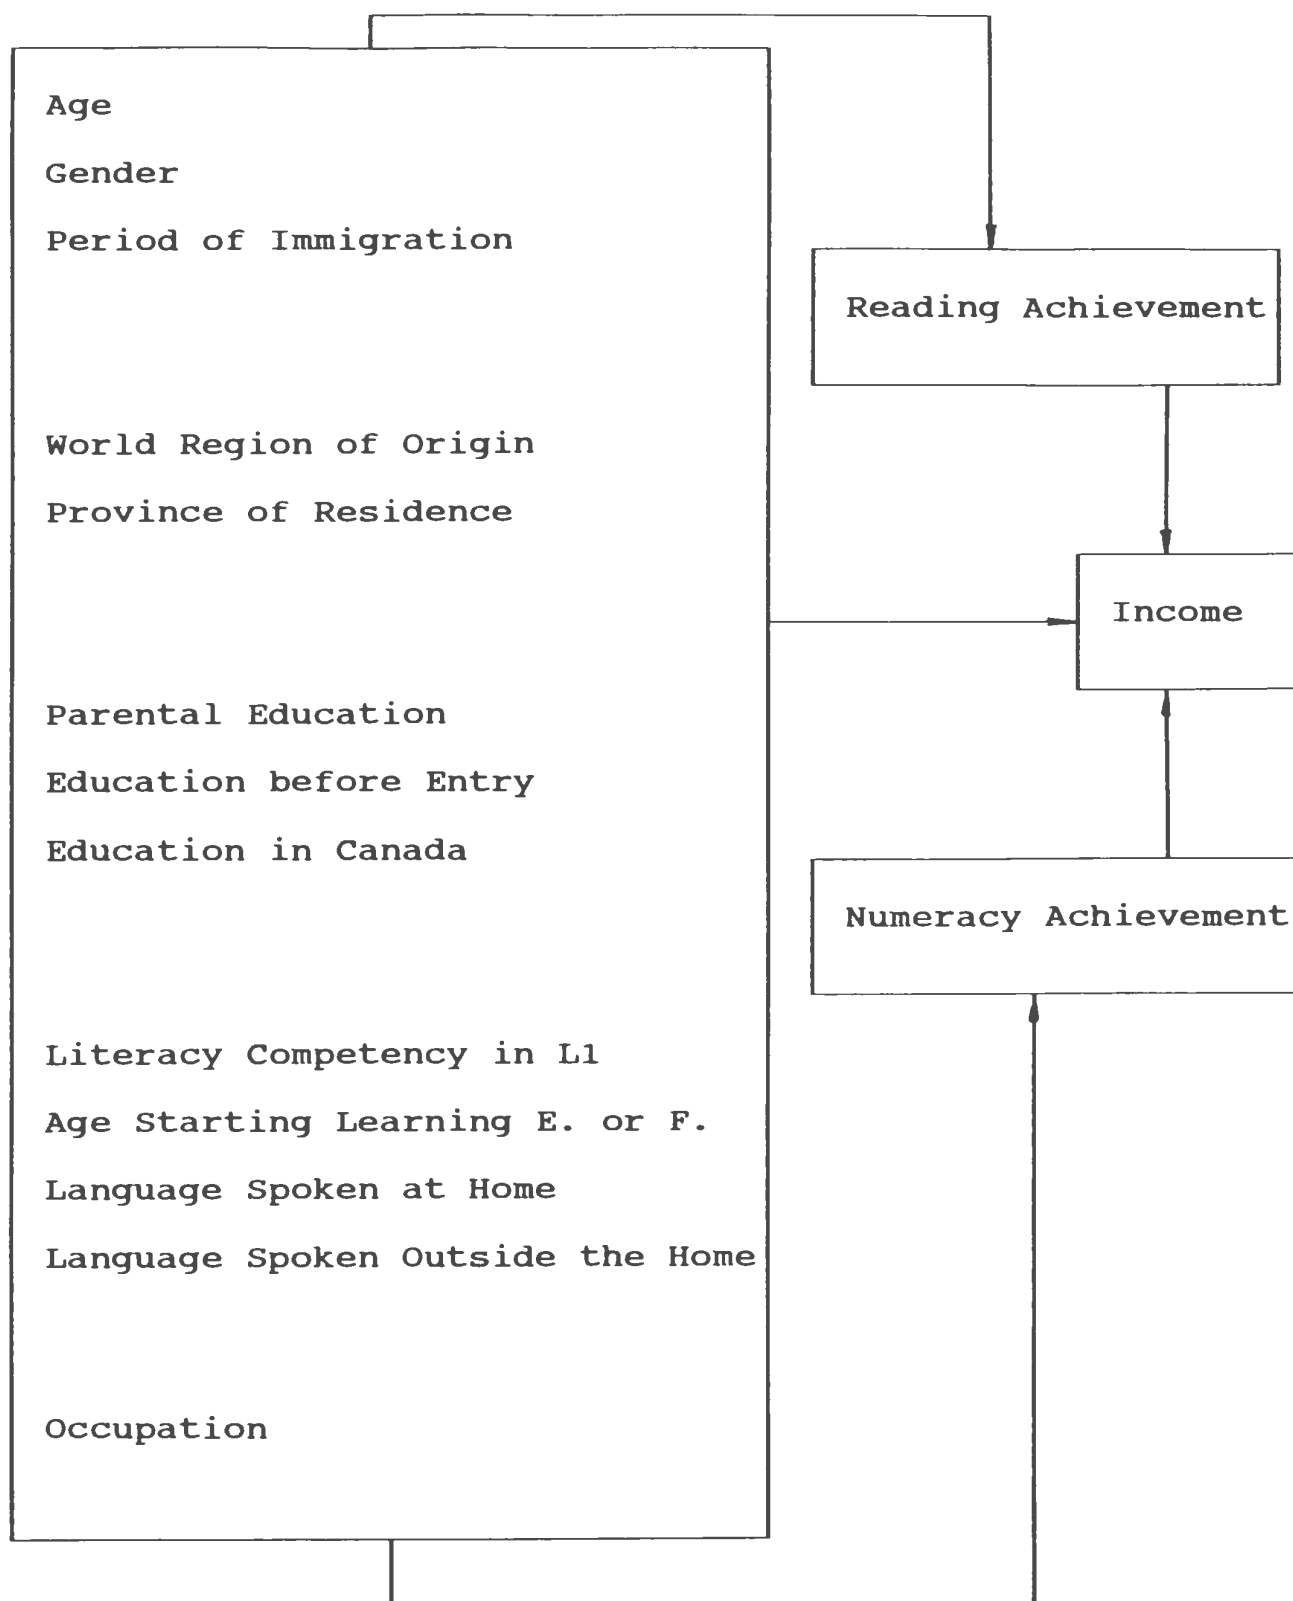 Age
Gender
Period of Immigration
World Region of Origin
Province of Residence
Parental Education
Education before Entry
Education in Canada
Literacy Competency in L1
Age Starting Learning E. or F.
Language Spoken at Home
Language Spoken Outside the Home
Occupation
Reading Achievement
Income
Numeracy Achievement